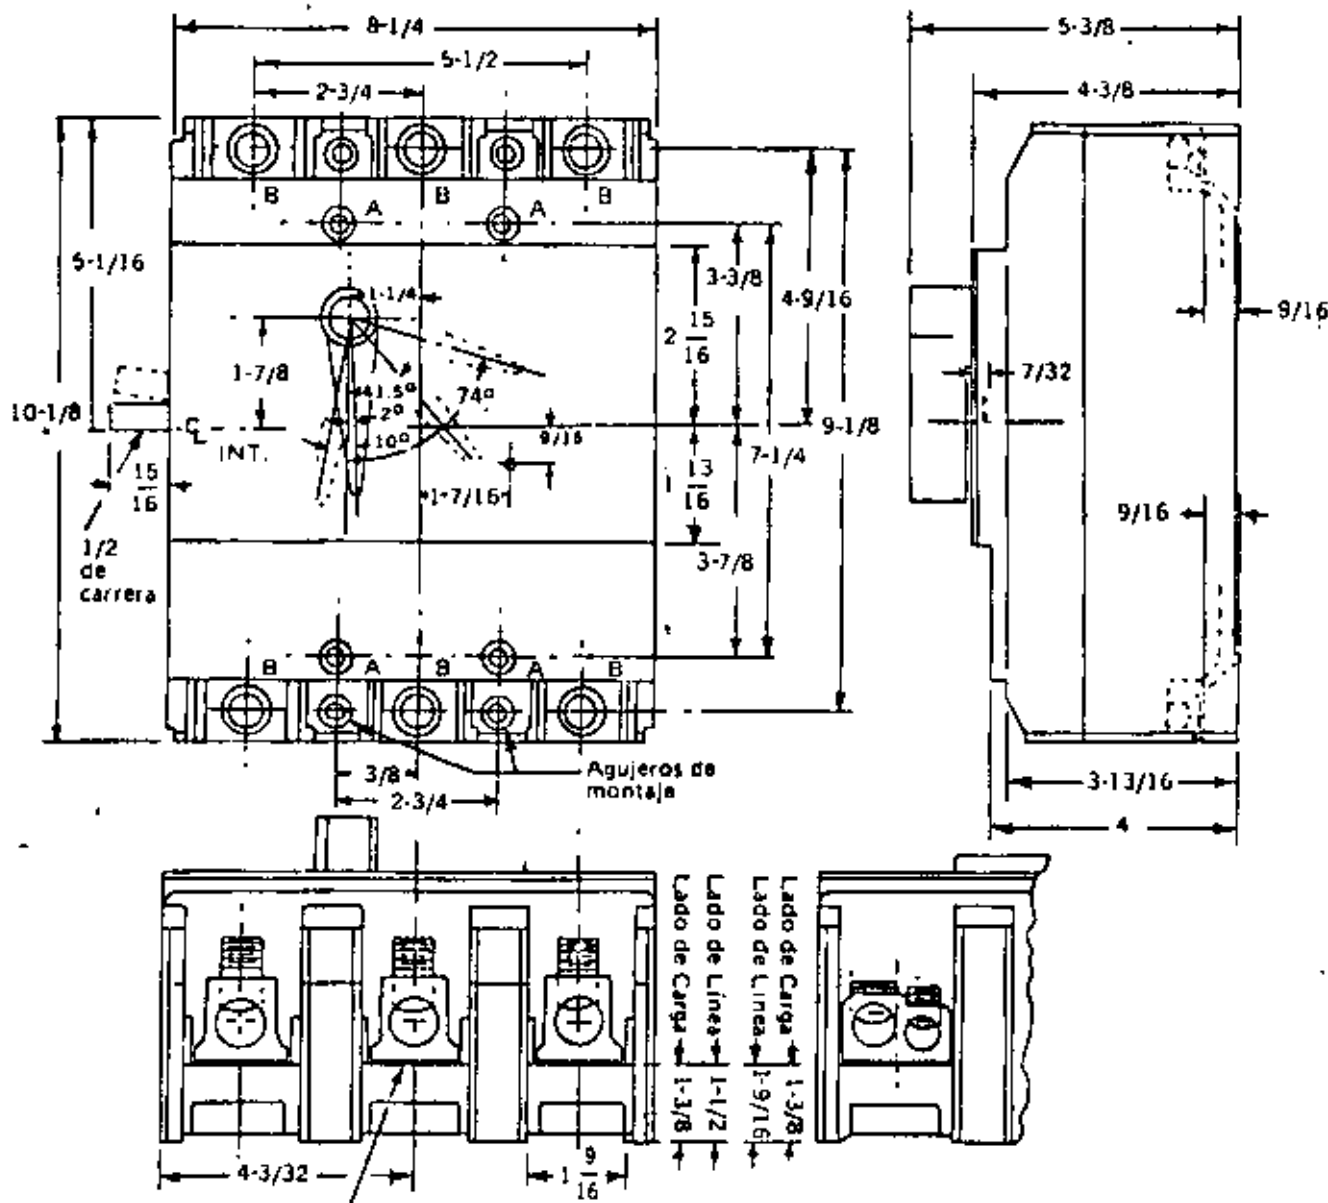 8-1/4
5-1/2
2-3/4
5-3/8
4-3/8
B
B
B
A
A
5-1/16
3-3/8
4-9/16
1-1/4
2 15/16
9/16
1-7/8
7/32
41.5º
74º
10-1/8
2º
9-1/8
CL
INT.
10º
9/16
7-1/4
15/16
1-7/16
13/16
9/16
1/2
de
carrera
3-7/8
B
A
B
A
B
3/8
Agujeros de
montaje
2-3/4
3-13/16
4
Lado de Carga 1-3/8
Lado de Línea 1-1/2
Lado de Línea 1-9/16
Lado de Carga 1-3/8
4-3/32
1 9/16